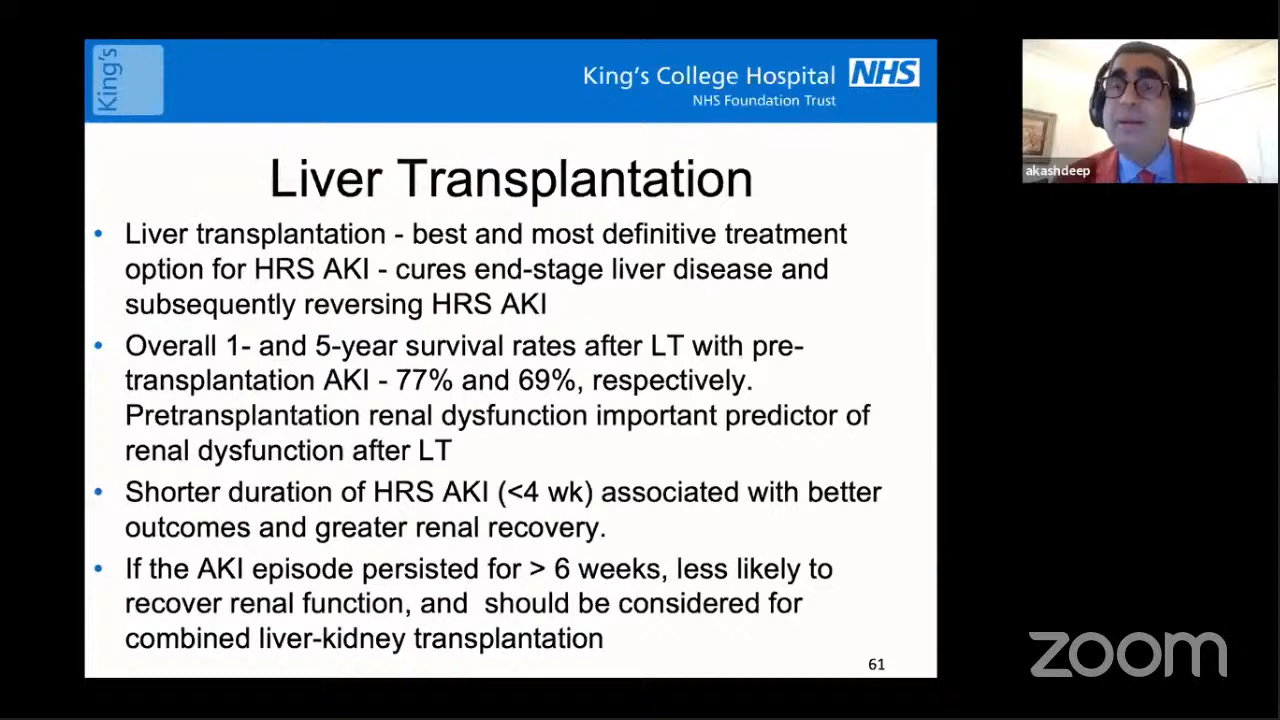 King's
King's College Hospital NHS
NHS Foundation Trust
akashdeep
Liver Transplantation
• Liver transplantation - best and most definitive treatment
option for HRS AKI - cures end-stage liver disease and
subsequently reversing HRS AKI
• Overall 1- and 5-year survival rates after LT with pre-
transplantation AKI - 77% and 69%, respectively.
Pretransplantation renal dysfunction important predictor of
renal dysfunction after LT
• Shorter duration of HRS AKI (<4 wk) associated with better
outcomes and greater renal recovery.
• If the AKI episode persisted for > 6 weeks, less likely to
recover renal function, and should be considered for
combined liver-kidney transplantation
61
zoom